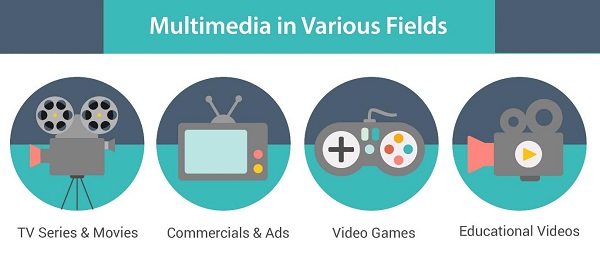 Multimedia in Various Fields
TV Series & Movies
Commercials & Ads
Video Games
Educational Videos